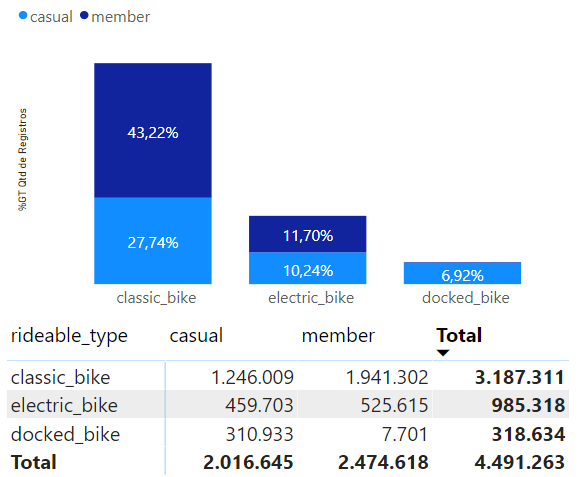 casual member
%GT Qtd de Registros
43,22%
27,74%
11,70%
10,24%
6,92%
classic_bike electric_bike docked_bike
rideable_type casual member Total
classic_bike 1.246.009 1.941.302 3.187.311
electric_bike 459.703 525.615 985.318
docked_bike 310.933 7.701 318.634
Total 2.016.645 2.474.618 4.491.263